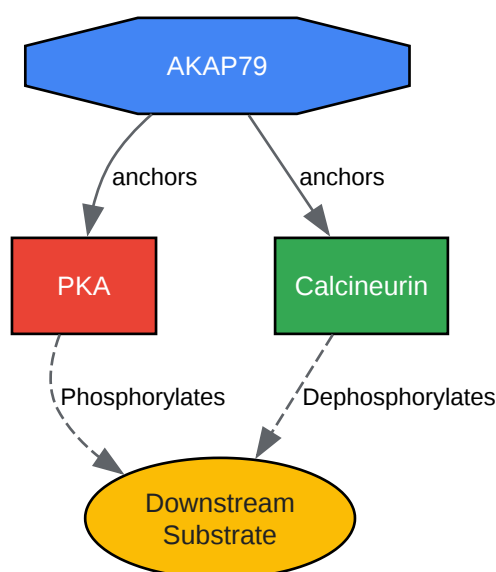 AKAP79
anchors
anchors
PKA
Calcineurin
Phosphorylates
Dephosphorylates
Downstream
Substrate